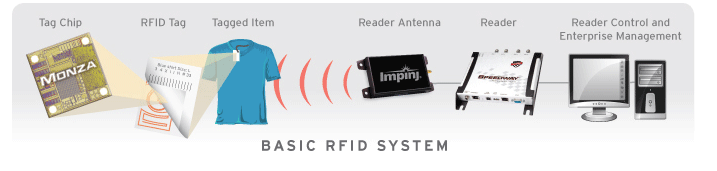 Tag Chip
RFID Tag
Tagged Item
Reader Antenna
Reader
Reader Control and
Enterprise Management
MONZA
Impinj
SPEEDWAY
BASIC RFID SYSTEM